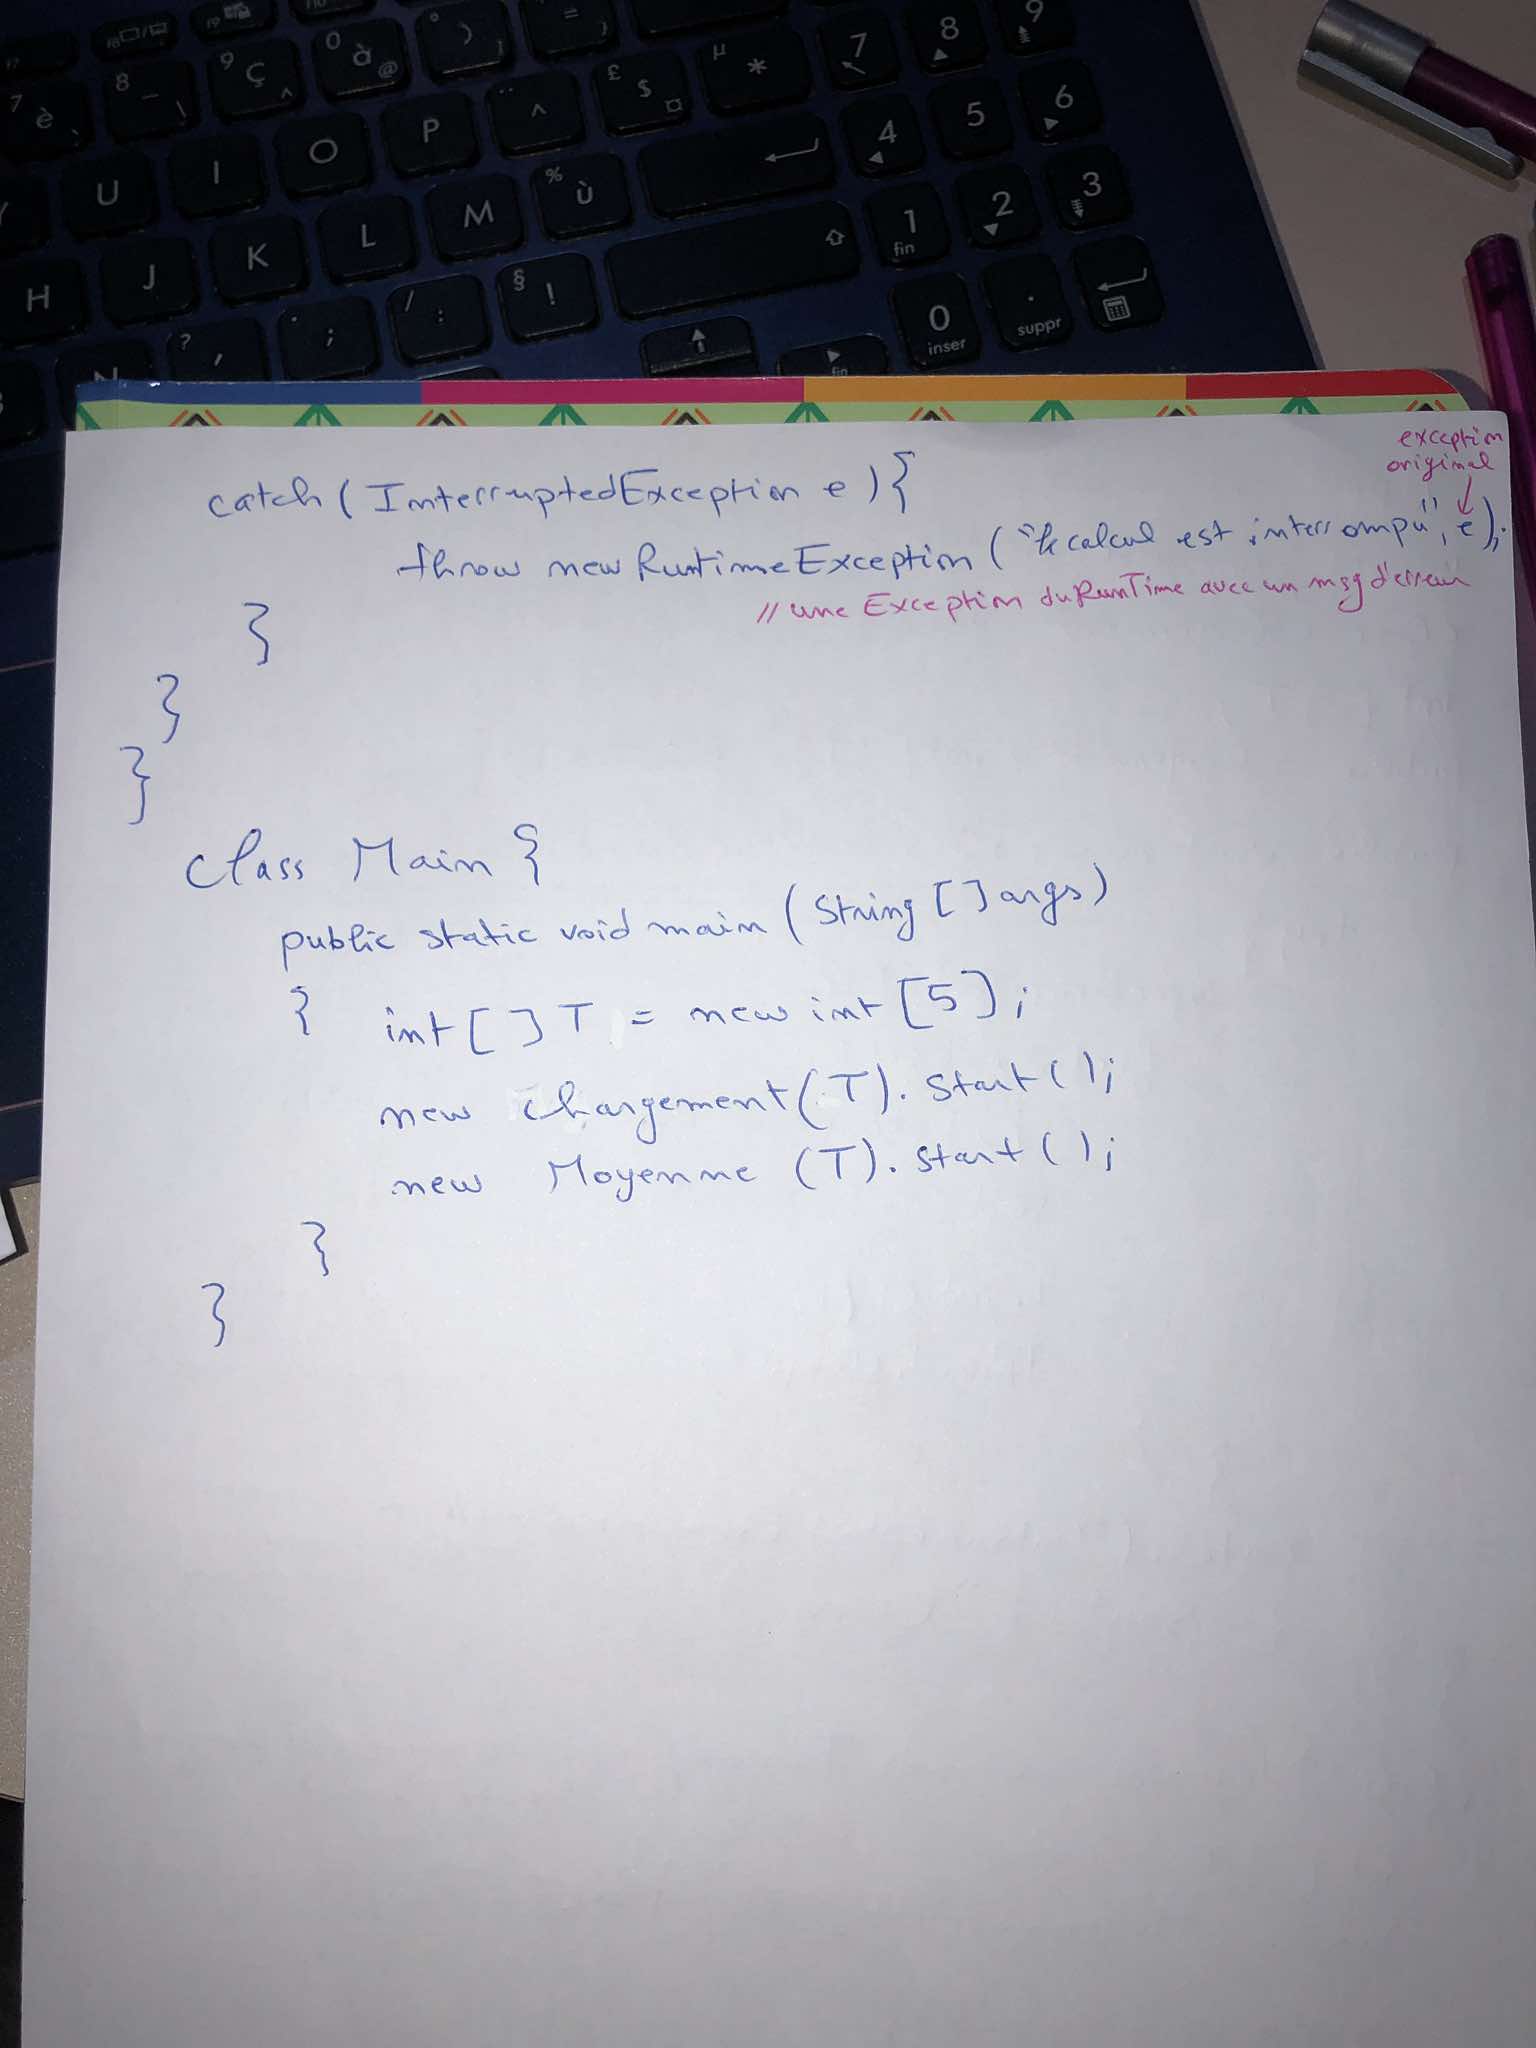 7 è `
8 _ \
9 ç ^
0 à @
° ) ]
= }
£ $ ¤
µ *
7
8
9
U I O P ¨ ^
4
5
6
H J K L M % ù
1 fin
2
3
? ,
. ;
/ :
§ !
0 inser
. suppr
N
fin
exception
original
catch (InterruptedException e) {
throw new RuntimeException ("le calcul est interrompu", e);
// une Exception du RunTime avec un msg d'erreur
}
}
}
class Main {
public static void main (String [] args)
{ int [] T = new int [5];
new chargement (T). Start ();
new Moyenne (T). start ();
}
}